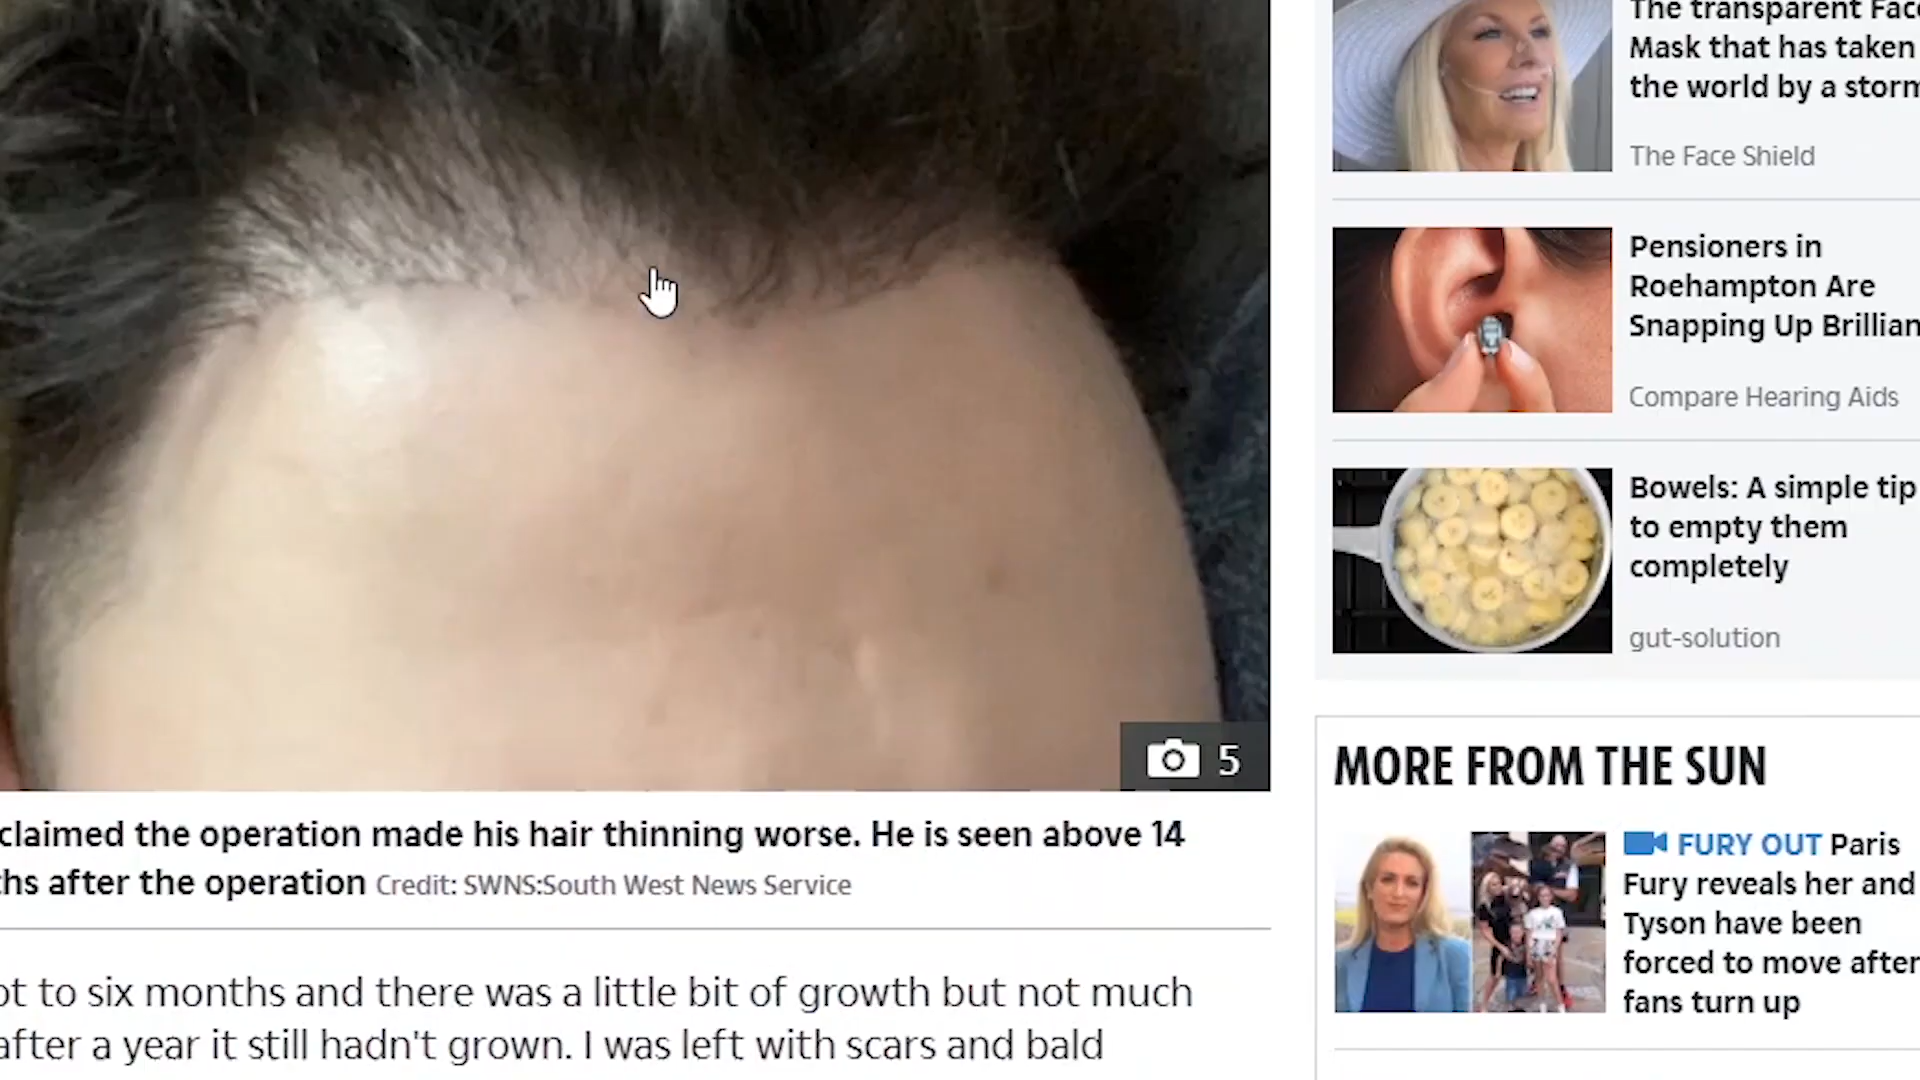 5
claimed the operation made his hair thinning worse. He is seen above 14
ths after the operation Credit: SWNS:South West News Service
ot to six months and there was a little bit of growth but not much
after a year it still hadn't grown. I was left with scars and bald
The transparent Face
Mask that has taken
the world by a storm
The Face Shield
Pensioners in
Roehampton Are
Snapping Up Brillian
Compare Hearing Aids
Bowels: A simple tip
to empty them
completely
gut-solution
MORE FROM THE SUN
FURY OUT Paris
Fury reveals her and
Tyson have been
forced to move after
fans turn up